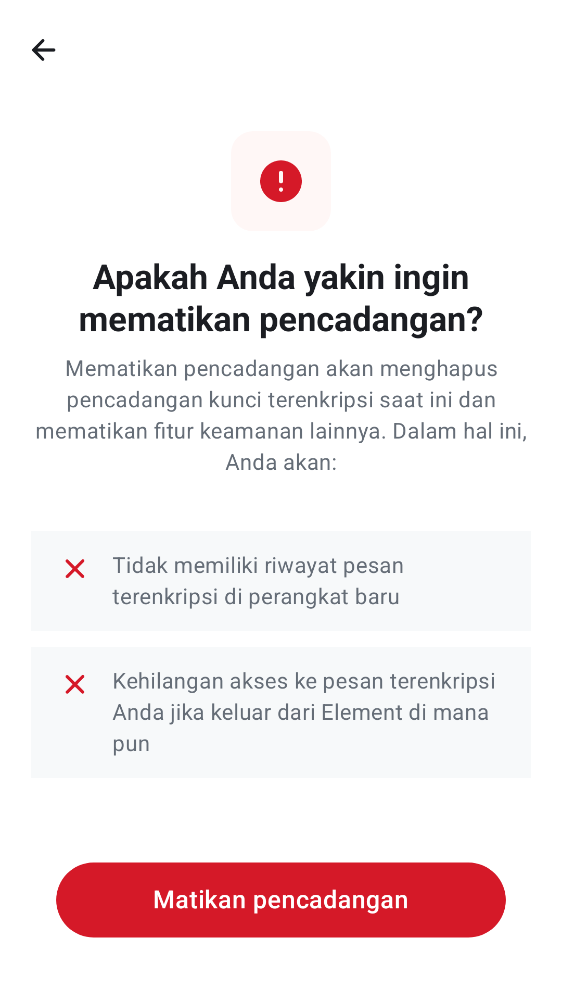 Apakah Anda yakin ingin
mematikan pencadangan?
Mematikan pencadangan akan menghapus
pencadangan kunci terenkripsi saat ini dan
mematikan fitur keamanan lainnya. Dalam hal ini,
Anda akan:
Tidak memiliki riwayat pesan
terenkripsi di perangkat baru
Kehilangan akses ke pesan terenkripsi
Anda jika keluar dari Element di mana
pun
Matikan pencadangan